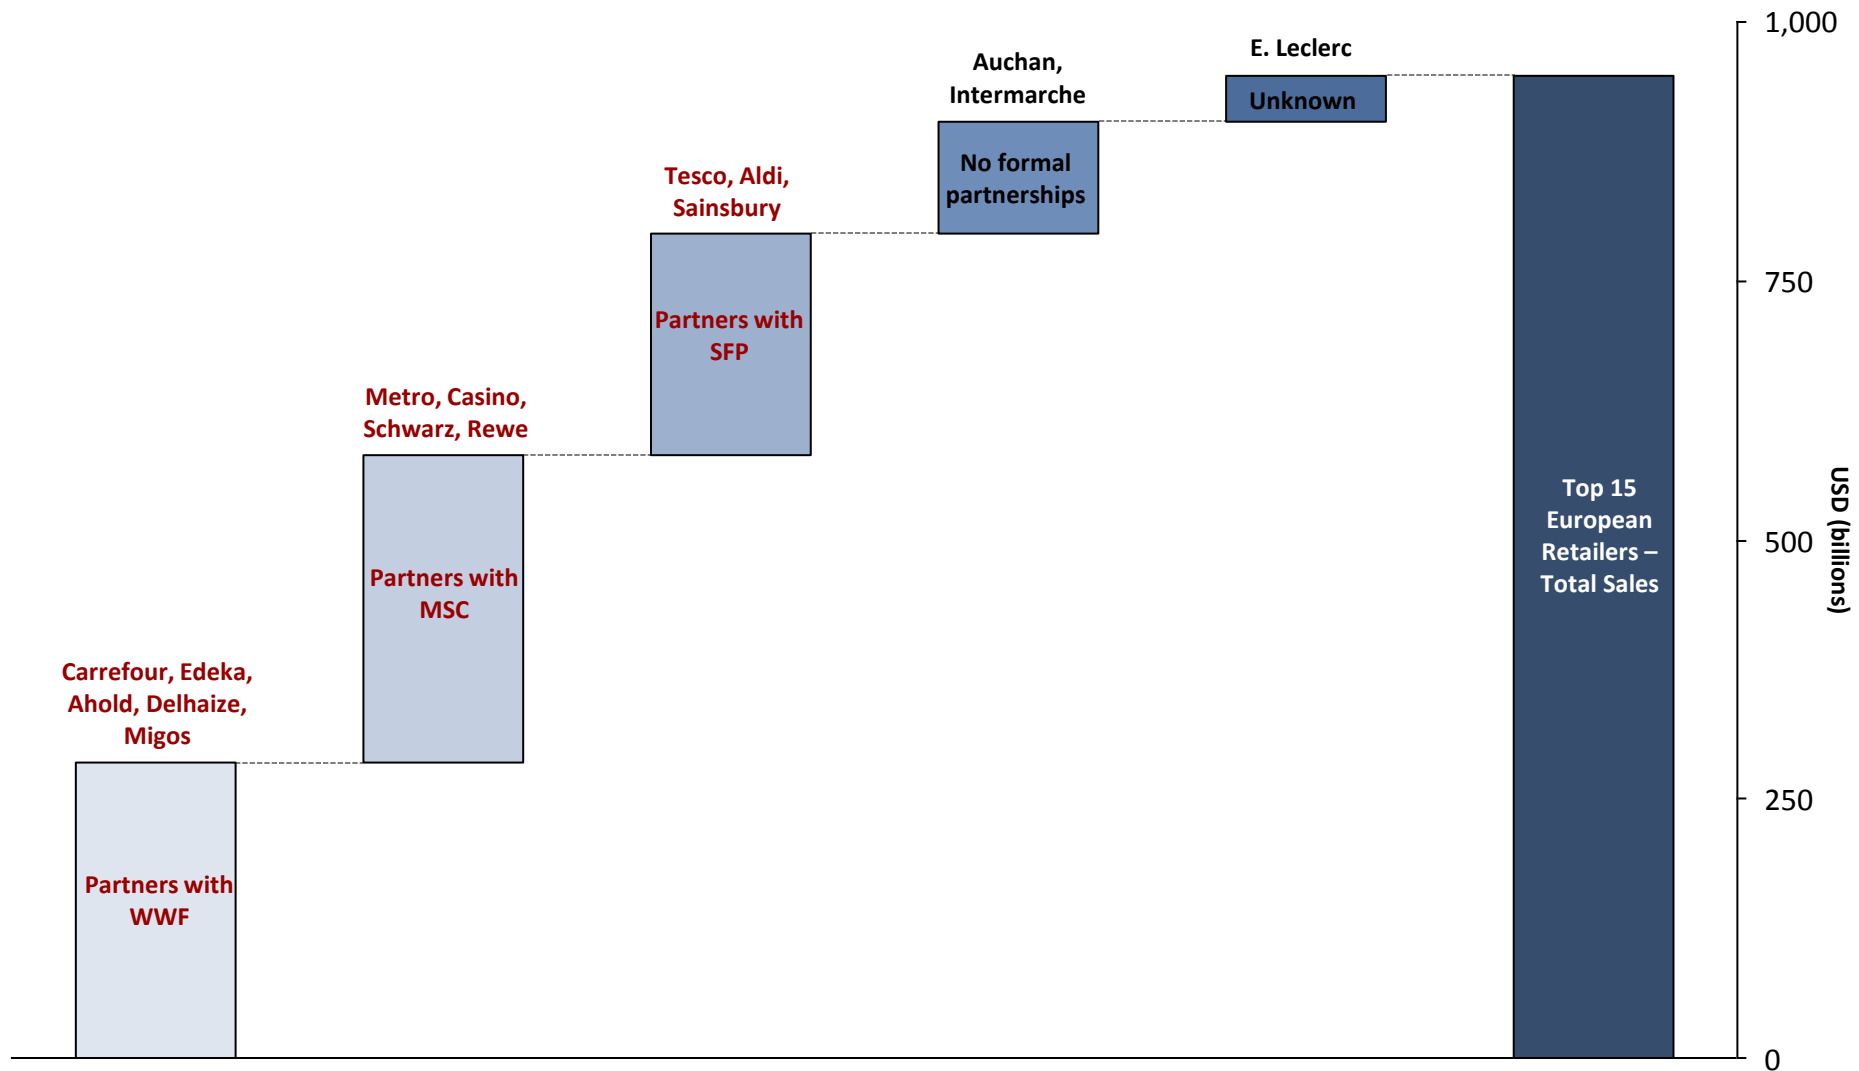 Carrefour, Edeka,
Ahold, Delhaize,
Migos
Partners with
WWF
Metro, Casino,
Schwarz, Rewe
Partners with
MSC
Tesco, Aldi,
Sainsbury
Partners with
SFP
Auchan,
Intermarche
No formal
partnerships
E. Leclerc
Unknown
Top 15
European
Retailers –
Total Sales
1,000
750
500
250
0
USD (billions)